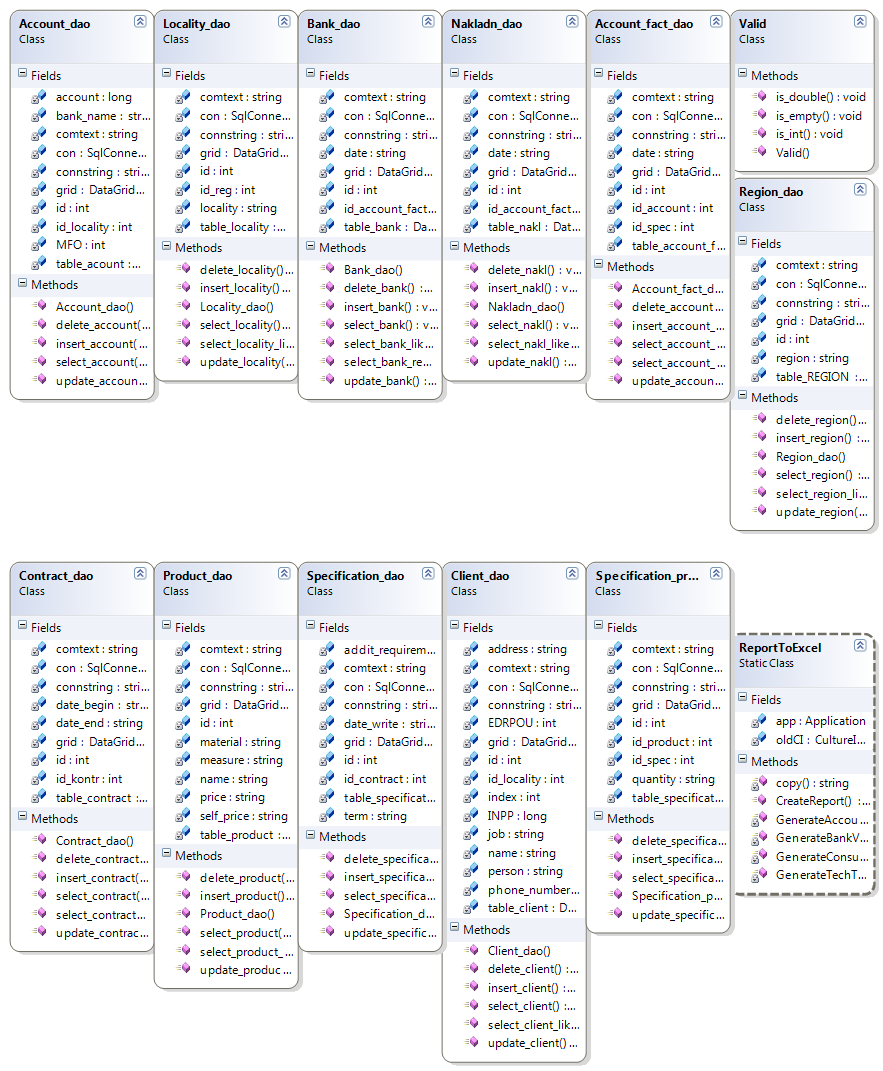 Account_dao
Class
Fields
account : long
bank_name : str...
comtext : string
con : SqlConne...
connstring : stri...
grid : DataGrid...
id : int
id_locality : int
MFO : int
table_acount :...
Methods
Account_dao()
delete_account(...
insert_account(...
select_account(...
update_accoun...
Locality_dao
Class
Fields
comtext : string
con : SqlConne...
connstring : stri...
grid : DataGrid...
id : int
id_reg : int
locality : string
table_locality :...
Methods
delete_locality()...
insert_locality()...
Locality_dao()
select_locality()...
select_locality_li...
update_locality(...
Bank_dao
Class
Fields
comtext : string
con : SqlConne...
connstring : stri...
date : string
grid : DataGrid...
id : int
id_account_fact...
table_bank : Da...
Methods
Bank_dao()
delete_bank() :...
insert_bank() : v...
select_bank() : v...
select_bank_lik...
select_bank_re...
update_bank() :...
Nakladn_dao
Class
Fields
comtext : string
con : SqlConne...
connstring : stri...
date : string
grid : DataGrid...
id : int
id_account_fact...
table_nakl : Dat...
Methods
delete_nakl() : v...
insert_nakl() : v...
Nakladn_dao()
select_nakl() : v...
select_nakl_like...
update_nakl() :...
Account_fact_dao
Class
Fields
comtext : string
con : SqlConne...
connstring : stri...
date : string
grid : DataGrid...
id : int
id_account : int
id_spec : int
table_account_f...
Methods
Account_fact_d...
delete_account...
insert_account_...
select_account_...
select_account_...
update_accoun...
Valid
Class
Methods
is_double() : void
is_empty() : void
is_int() : void
Valid()
Region_dao
Class
Fields
comtext : string
con : SqlConne...
connstring : stri...
grid : DataGrid...
id : int
region : string
table_REGION :...
Methods
delete_region()...
insert_region() :...
Region_dao()
select_region() :...
select_region_li...
update_region(...
Contract_dao
Class
Fields
comtext : string
con : SqlConne...
connstring : stri...
date_begin : string
date_end : string
grid : DataGrid...
id : int
id_kontr : int
table_contract :...
Methods
Contract_dao()
delete_contract...
insert_contract(...
select_contract(...
select_contract...
update_contrac...
Product_dao
Class
Fields
comtext : string
con : SqlConne...
connstring : stri...
grid : DataGrid...
id : int
material : string
measure : string
name : string
price : string
self_price : string
table_product :...
Methods
delete_product(...
insert_product()...
Product_dao()
select_product(...
select_product_...
update_produc...
Specification_dao
Class
Fields
addit_requirem...
comtext : string
con : SqlConne...
connstring : stri...
date_write : stri...
grid : DataGrid...
id : int
id_contract : int
table_specificat...
term : string
Methods
delete_specifica...
insert_specifica...
select_specifica...
Specification_d...
update_specific...
Client_dao
Class
Fields
address : string
comtext : string
con : SqlConne...
connstring : stri...
EDRPOU : int
grid : DataGrid...
id : int
id_locality : int
index : int
INPP : long
job : string
name : string
person : string
phone_number...
table_client : D...
Methods
Client_dao()
delete_client() :...
insert_client() :...
select_client() :...
select_client_lik...
update_client() ...
Specification_pr...
Class
Fields
comtext : string
con : SqlConne...
connstring : stri...
grid : DataGrid...
id : int
id_product : int
id_spec : int
quantity : string
table_specificat...
Methods
delete_specifica...
insert_specifica...
select_specifica...
Specification_p...
update_specific...
ReportToExcel
Static Class
Fields
app : Application
oldCI : CultureI...
Methods
copy() : string
CreateReport() :...
GenerateAccou...
GenerateBankV...
GenerateConsu...
GenerateTechT...